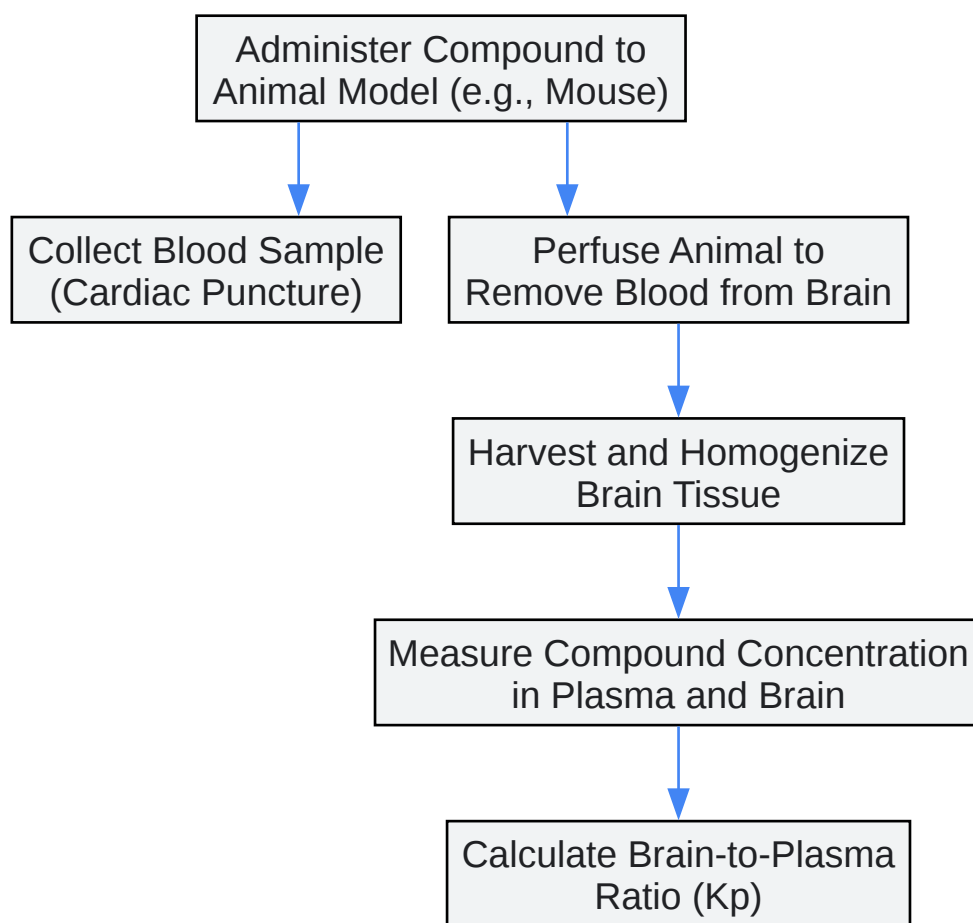 Administer Compound to
Animal Model (e.g., Mouse)
Collect Blood Sample
(Cardiac Puncture)
Perfuse Animal to
Remove Blood from Brain
Harvest and Homogenize
Brain Tissue
Measure Compound Concentration
in Plasma and Brain
Calculate Brain-to-Plasma
Ratio (Kp)